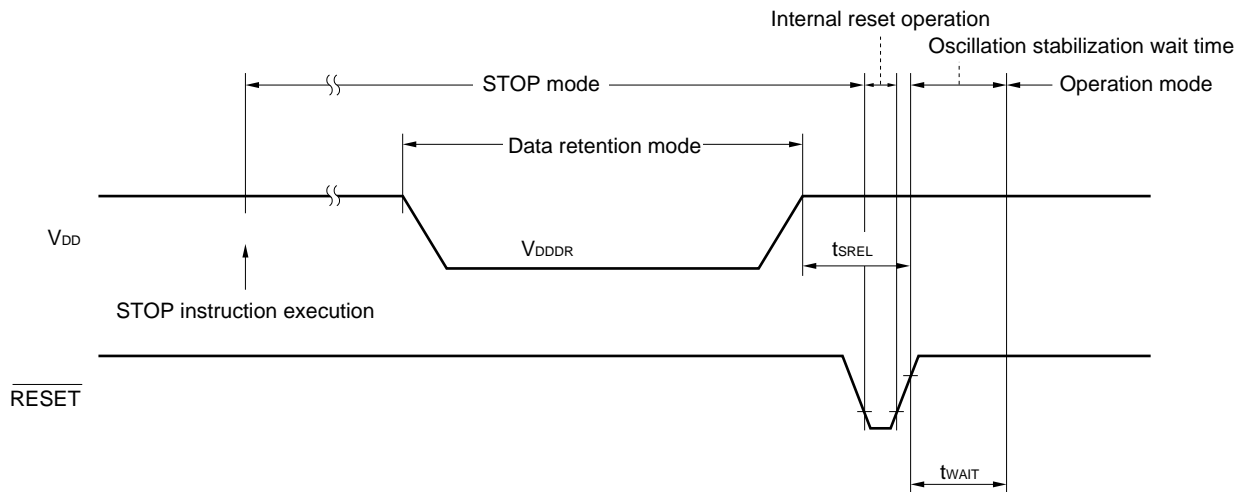 Internal reset operation
Oscillation stabilization wait time
STOP mode
Operation mode
Data retention mode
VDD
VDDDR
tSREL
STOP instruction execution
RESET
tWAIT